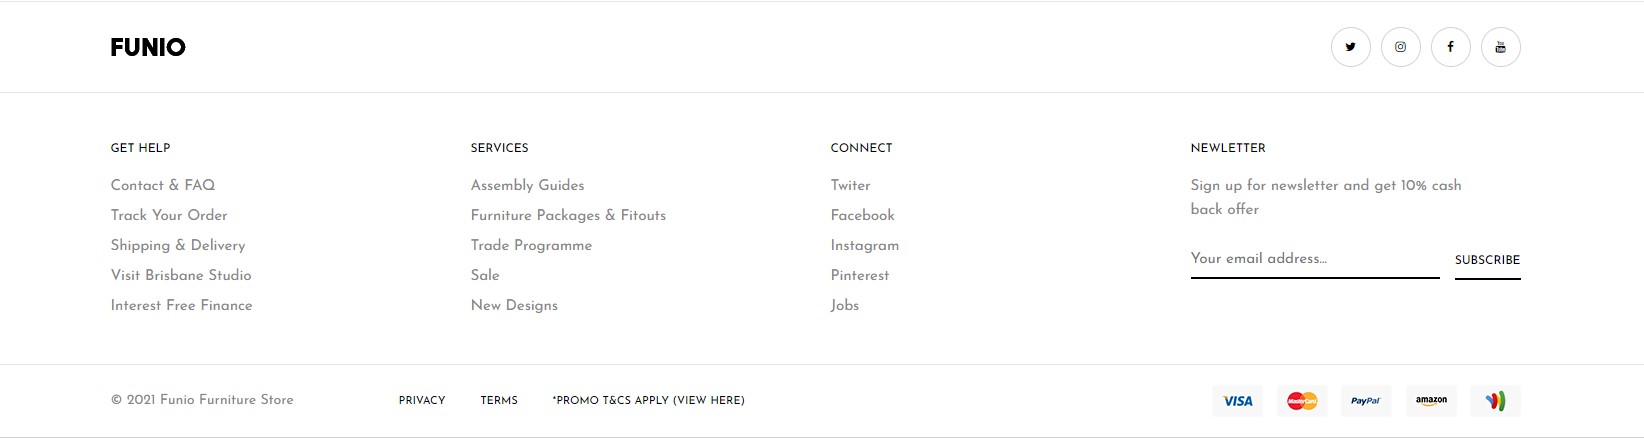 FUNIO
GET HELP
Contact & FAQ
Track Your Order
Shipping & Delivery
Visit Brisbane Studio
Interest Free Finance
SERVICES
Assembly Guides
Furniture Packages & Fitouts
Trade Programme
Sale
New Designs
CONNECT
Twiter
Facebook
Instagram
Pinterest
Jobs
NEWLETTER
Sign up for newsletter and get 10% cash
back offer
Your email address...
SUBSCRIBE
© 2021 Funio Furniture Store
PRIVACY
TERMS
*PROMO T&CS APPLY (VIEW HERE)
VISA
MasterCard
PayPal
amazon